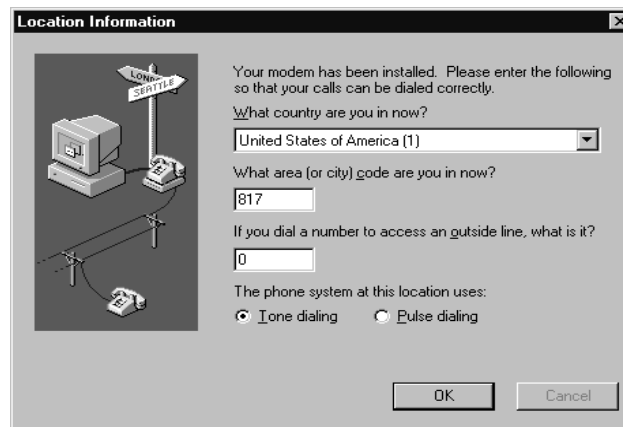 Location Information
LOND
SEATTLE
Your modem has been installed. Please enter the following
so that your calls can be dialed correctly.
What country are you in now?
United States of America (1)
What area (or city) code are you in now?
817
If you dial a number to access an outside line, what is it?
0
The phone system at this location uses:
Tone dialing
Pulse dialing
OK
Cancel